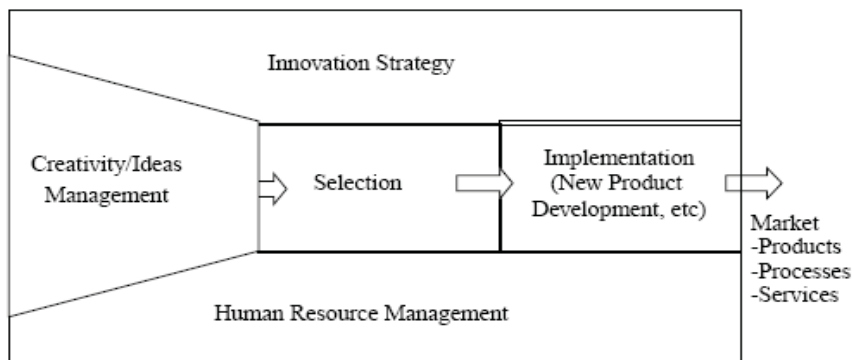 Innovation Strategy
Creativity/Ideas
Management
Selection
Implementation
(New Product
Development, etc)
Market
-Products
-Processes
-Services
Human Resource Management